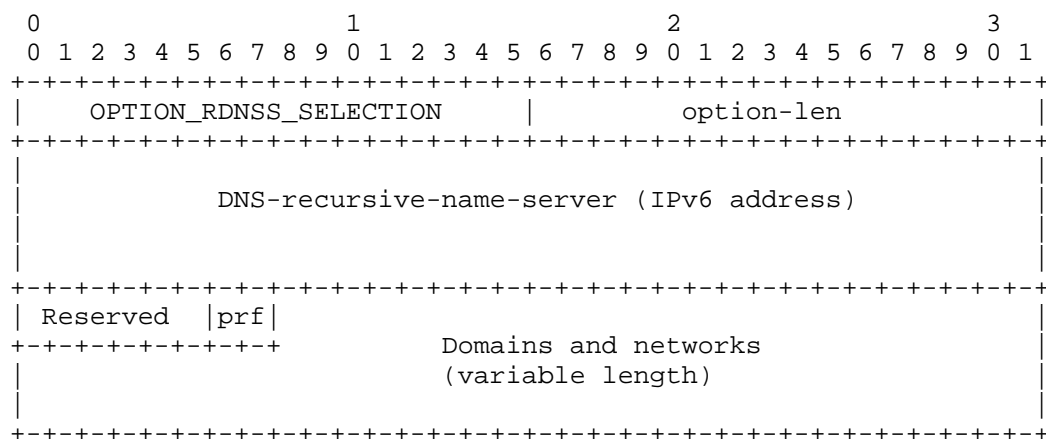 0                   1                   2                   3
 0 1 2 3 4 5 6 7 8 9 0 1 2 3 4 5 6 7 8 9 0 1 2 3 4 5 6 7 8 9 0 1
+-+-+-+-+-+-+-+-+-+-+-+-+-+-+-+-+-+-+-+-+-+-+-+-+-+-+-+-+-+-+-+-+
|    OPTION_RDNSS_SELECTION     |         option-len            |
+-+-+-+-+-+-+-+-+-+-+-+-+-+-+-+-+-+-+-+-+-+-+-+-+-+-+-+-+-+-+-+-+
|                                                               |
|            DNS-recursive-name-server (IPv6 address)           |
|                                                               |
|                                                               |
+-+-+-+-+-+-+-+-+-+-+-+-+-+-+-+-+-+-+-+-+-+-+-+-+-+-+-+-+-+-+-+-+
| Reserved  |prf|                                               |
+-+-+-+-+-+-+-+-+          Domains and networks                 |
|                          (variable length)                    |
|                                                               |
+-+-+-+-+-+-+-+-+-+-+-+-+-+-+-+-+-+-+-+-+-+-+-+-+-+-+-+-+-+-+-+-+